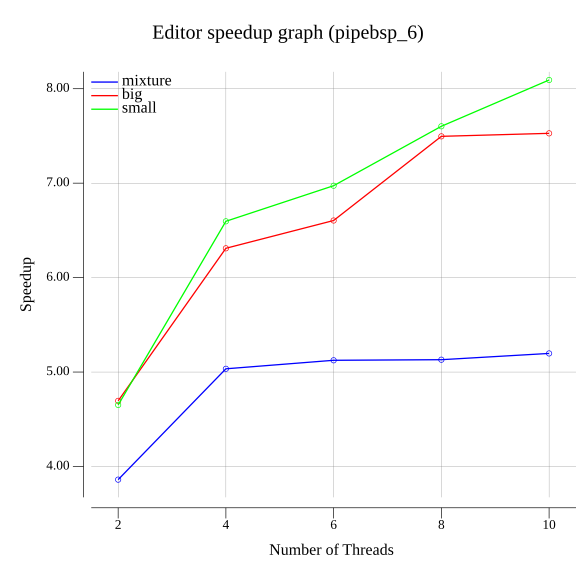 Editor speedup graph (pipebsp_6)
mixture
big
small
8.00
7.00
6.00
5.00
4.00
Speedup
2 4 6 8 10
Number of Threads